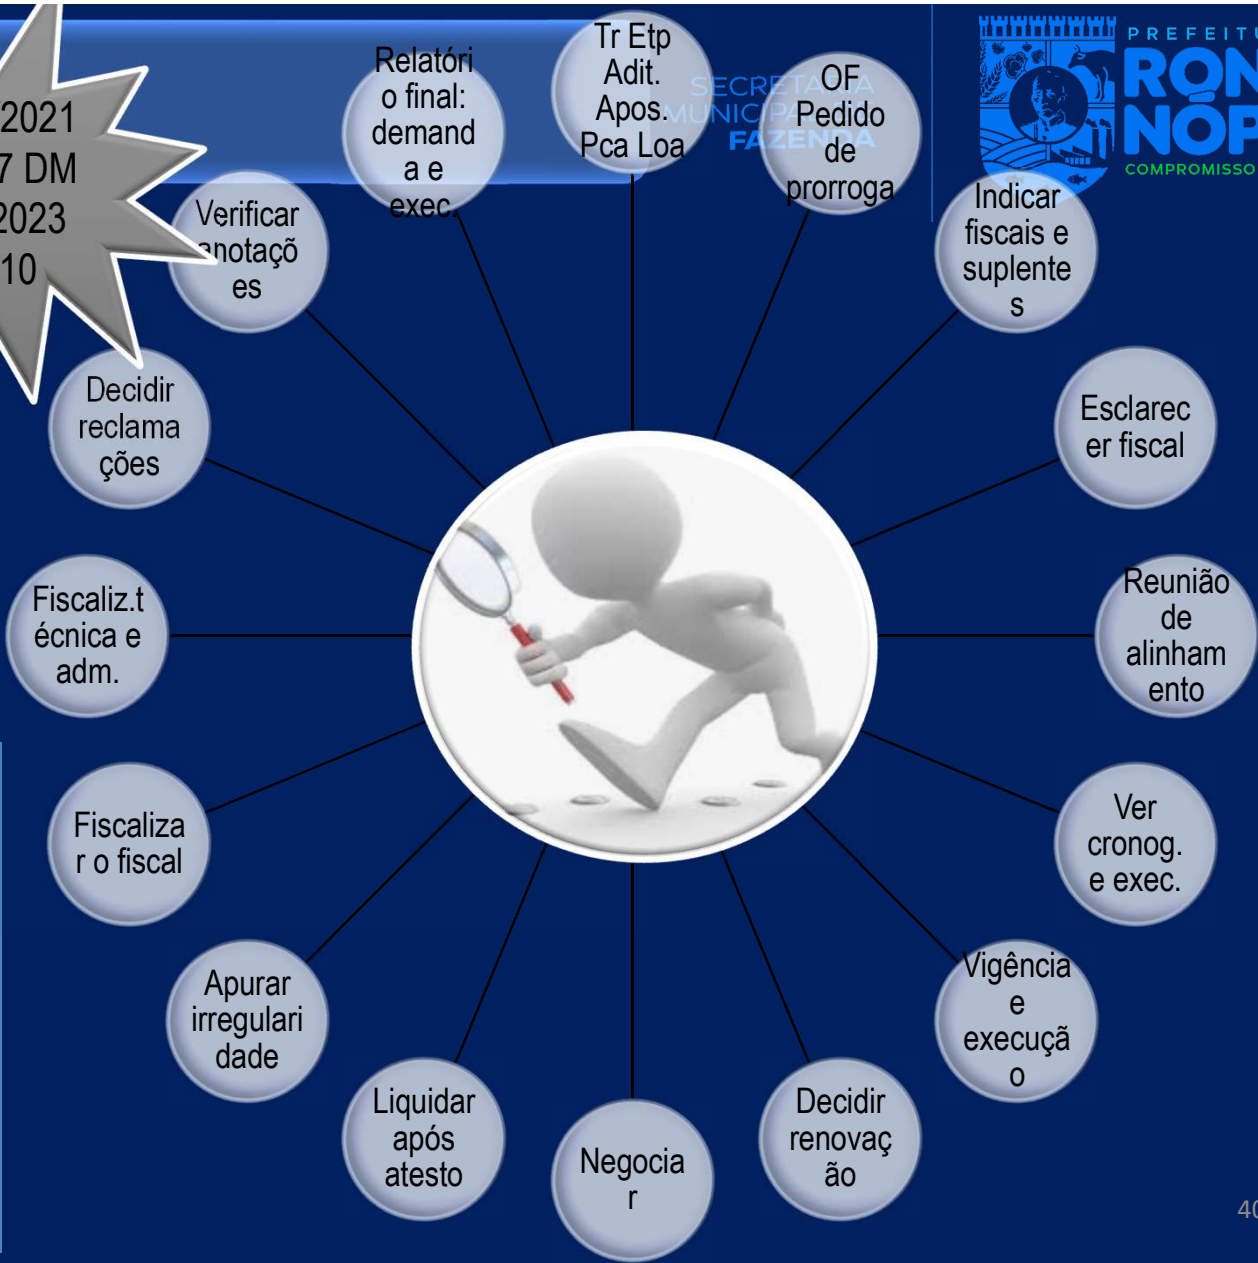 /2021
7 DM
2023
10
Relatóri
o final:
demand
a e
exec.
Tr Etp
Adit.
Apos.
Pca Loa
SECRETARIA
MUNICIPAL
FAZENDA
OF
Pedido
de
prorroga
PREFEITU
RON
NÓP
COMPROMISSO
Indicar
fiscais e
suplente
s
Esclarec
er fiscal
Reunião
de
alinham
ento
Ver
cronog.
e exec.
Vigência
e
execuçã
o
Decidir
renovaç
ão
Negocia
r
Liquidar
após
atesto
Apurar
irregulari
dade
Fiscaliza
r o fiscal
Fiscaliz.t
écnica e
adm.
Decidir
reclama
ções
Verificar
anotaçõ
es
40